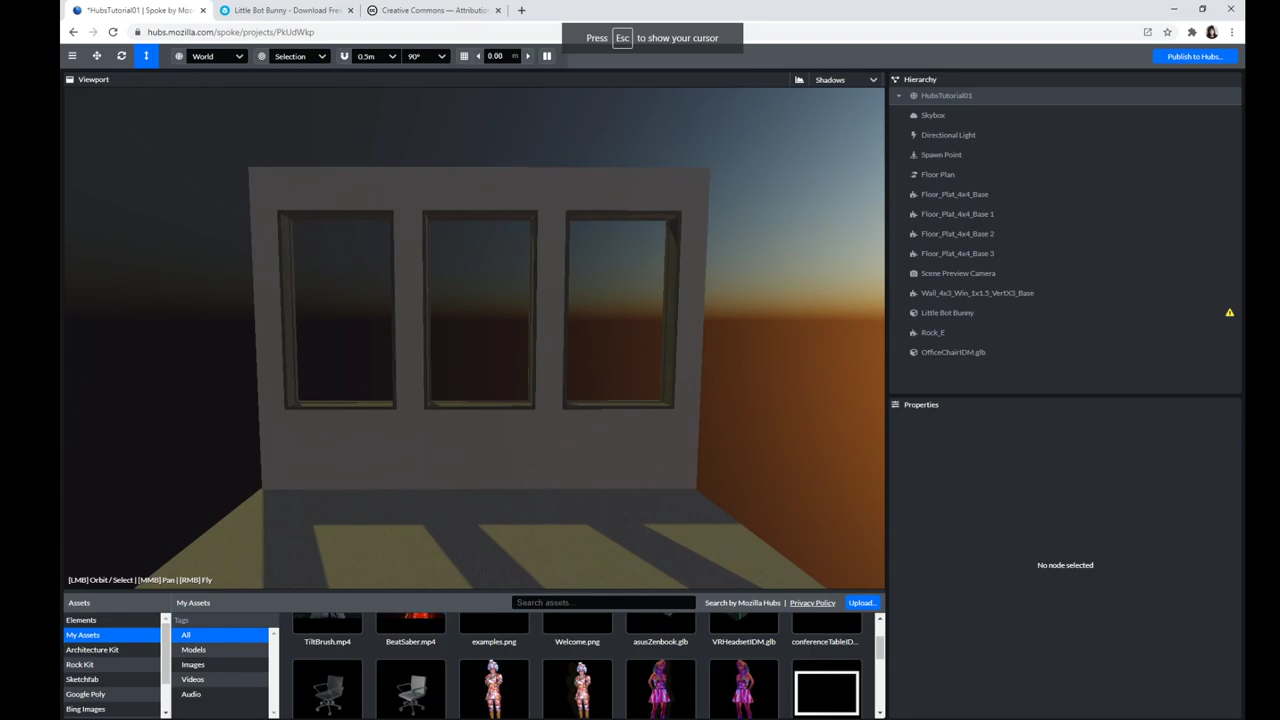 *HubsTutorial01 | Spoke by Mo
Little Bot Bunny - Download Fre
Creative Commons — Attribution
hubs.mozilla.com/spoke/projects/PkUdWkp
Press Esc to show your cursor
World
Selection
0.5m
90°
0.00 m
Publish to Hubs...
Viewport
Shadows
Hierarchy
HubsTutorial01
Skybox
Directional Light
Spawn Point
Floor Plan
Floor_Plat_4x4_Base
Floor_Plat_4x4_Base 1
Floor_Plat_4x4_Base 2
Floor_Plat_4x4_Base 3
Scene Preview Camera
Wall_4x3_Win_1x1.5_VertX3_Base
Little Bot Bunny
Rock_E
OfficeChairIDM.glb
Properties
No node selected
[LMB] Orbit / Select | [MMB] Pan | [RMB] Fly
Assets
My Assets
Search assets...
Search by Mozilla Hubs | Privacy Policy
Upload...
Elements
My Assets
Architecture Kit
Rock Kit
Sketchfab
Google Poly
Bing Images
Tags
All
Models
Images
Videos
Audio
TiltBrush.mp4
BeatSaber.mp4
examples.png
Welcome.png
asusZenbook.glb
VRHeadsetIDM.glb
conferenceTableID...